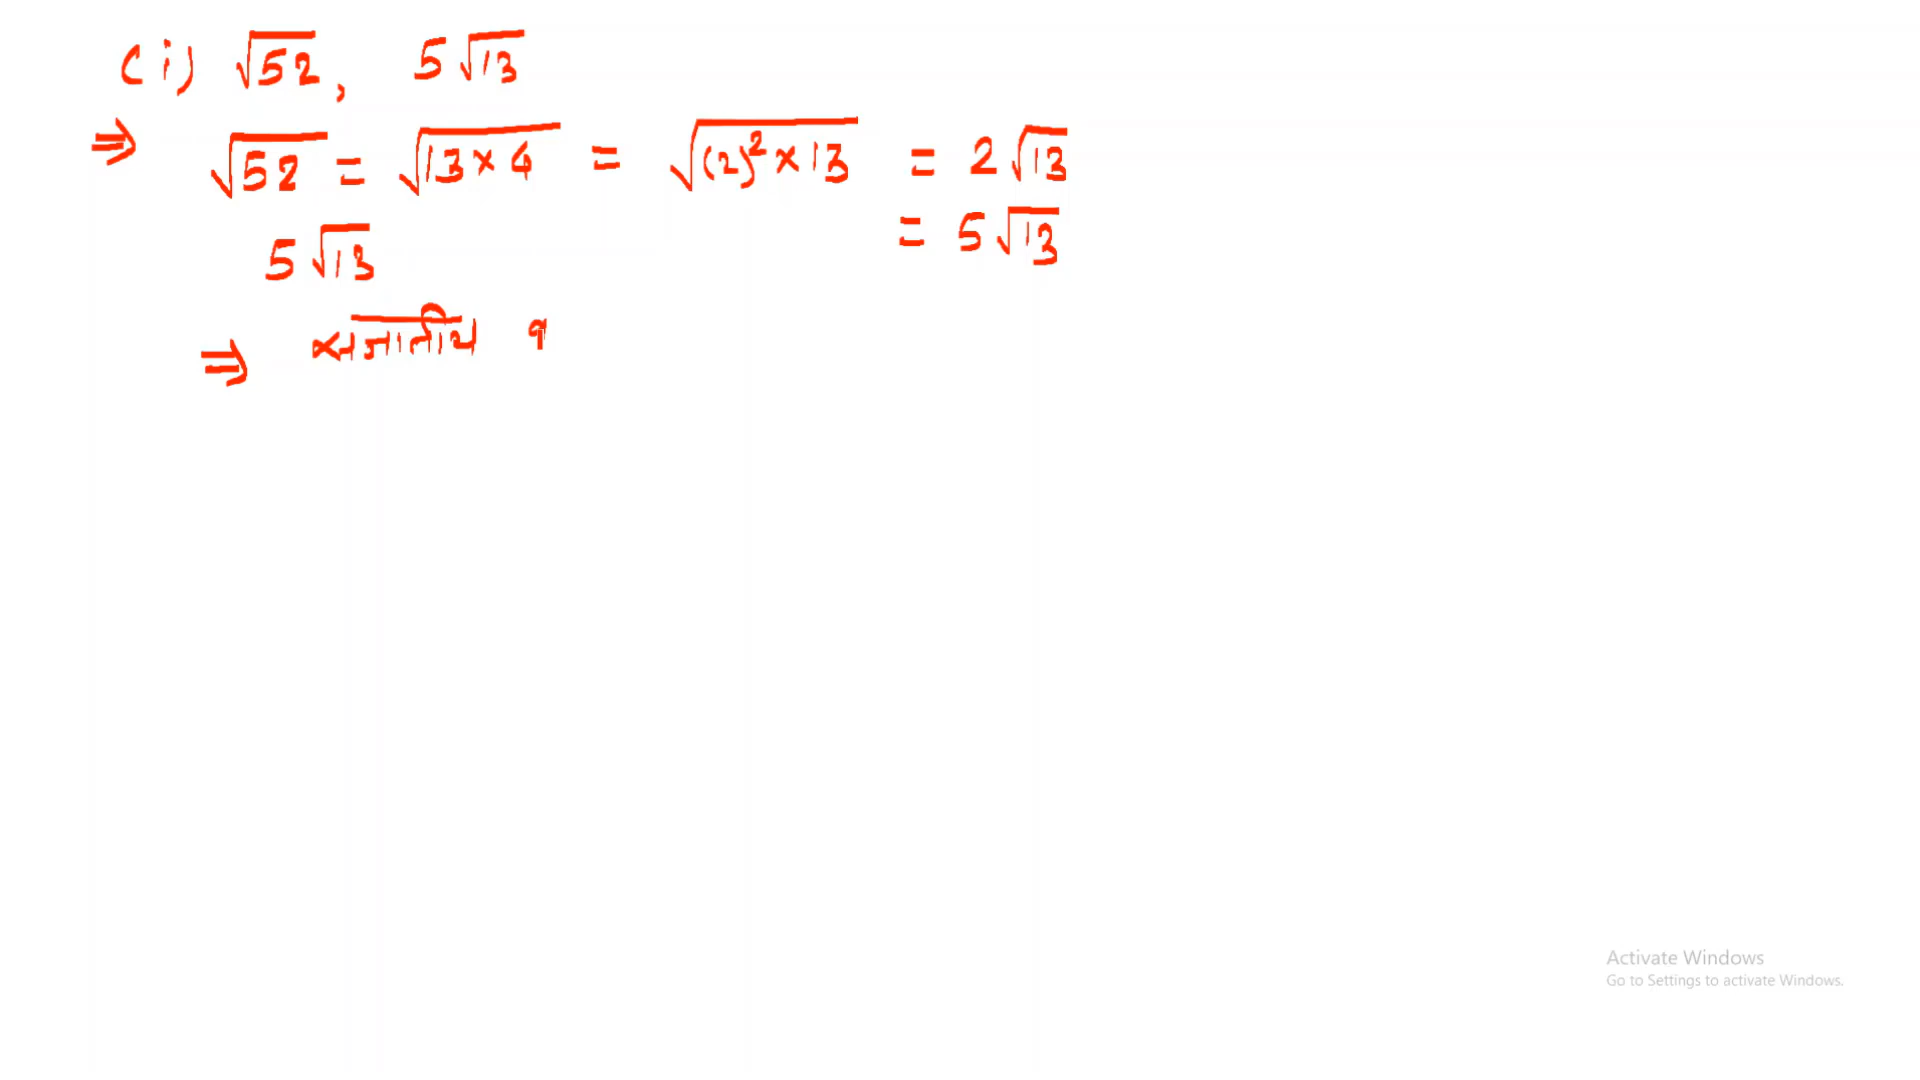 (i) √52, 5√13
⇒ √52 = √13×4 = √(2)²×13 = 2√13
5√13 = 5√13
⇒ सजातीय
Activate Windows
Go to Settings to activate Windows.